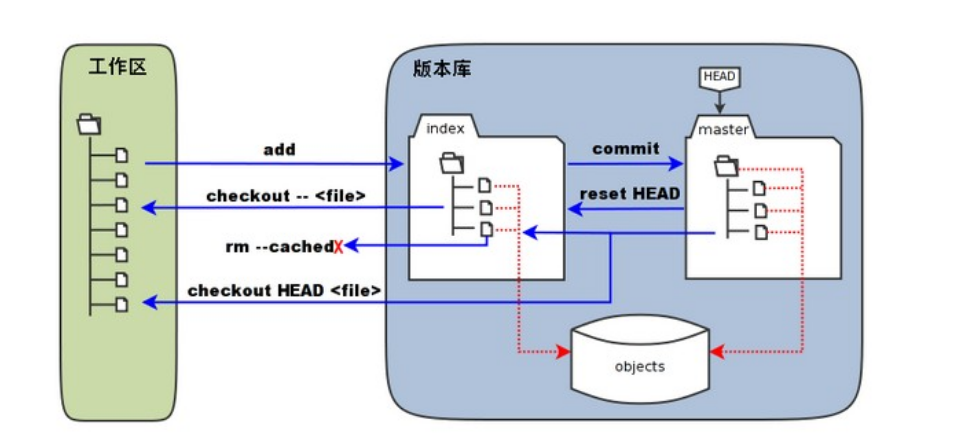 工作区
版本库
HEAD
index
master
add
commit
checkout -- <file>
reset HEAD
rm --cachedX
checkout HEAD <file>
objects